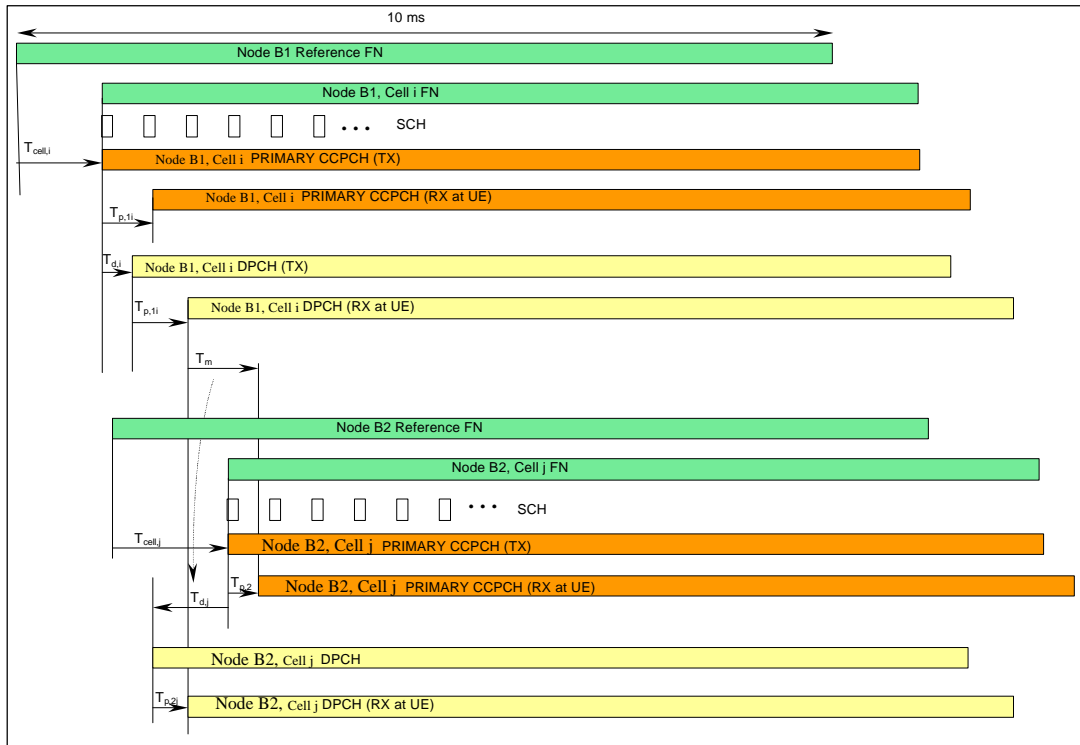 10 ms
Node B1 Reference FN
Node B1, Cell i FN
• • • SCH
T cell,i
Node B1, Cell i PRIMARY CCPCH (TX)
Node B1, Cell i PRIMARY CCPCH (RX at UE)
T p,1i
T d,i
Node B1, Cell i DPCH (TX)
T p,1i
Node B1, Cell i DPCH (RX at UE)
T m
Node B2 Reference FN
Node B2, Cell j FN
• • • SCH
T cell,j
Node B2, Cell j PRIMARY CCPCH (TX)
T p,2
Node B2, Cell j PRIMARY CCPCH (RX at UE)
T d,j
Node B2, Cell j DPCH
T p,2j
Node B2, Cell j DPCH (RX at UE)